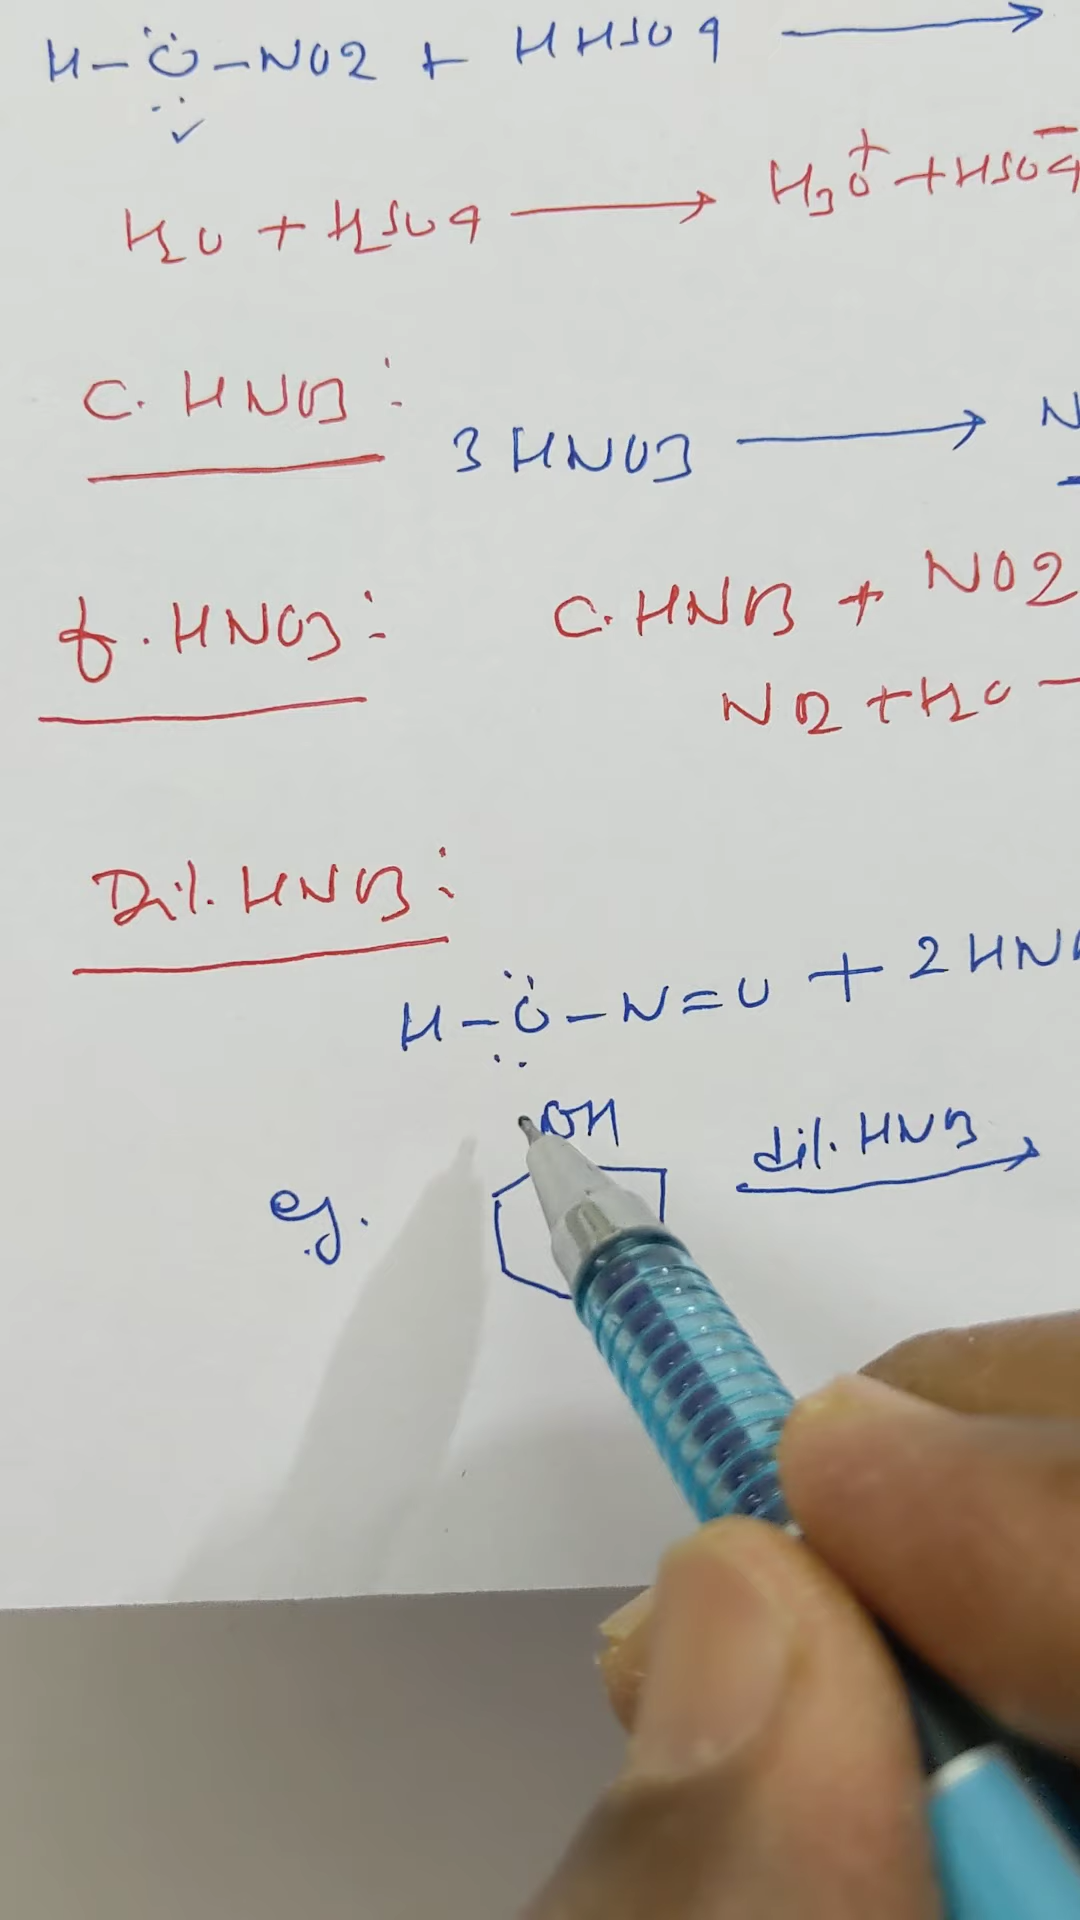 H-Ö-NO2 + HHSO4 ⟶
H2O + H2SO4 ⟶ H3O+ + HSO4-
C. HNO3:
3 HNO3 ⟶ N
f. HNO3: C. HNO3 + NO2
NO2 + H2O —
Dil. HNO3:
H-Ö-N=O + 2 HN
OH
eg. dil. HNO3 ⟶